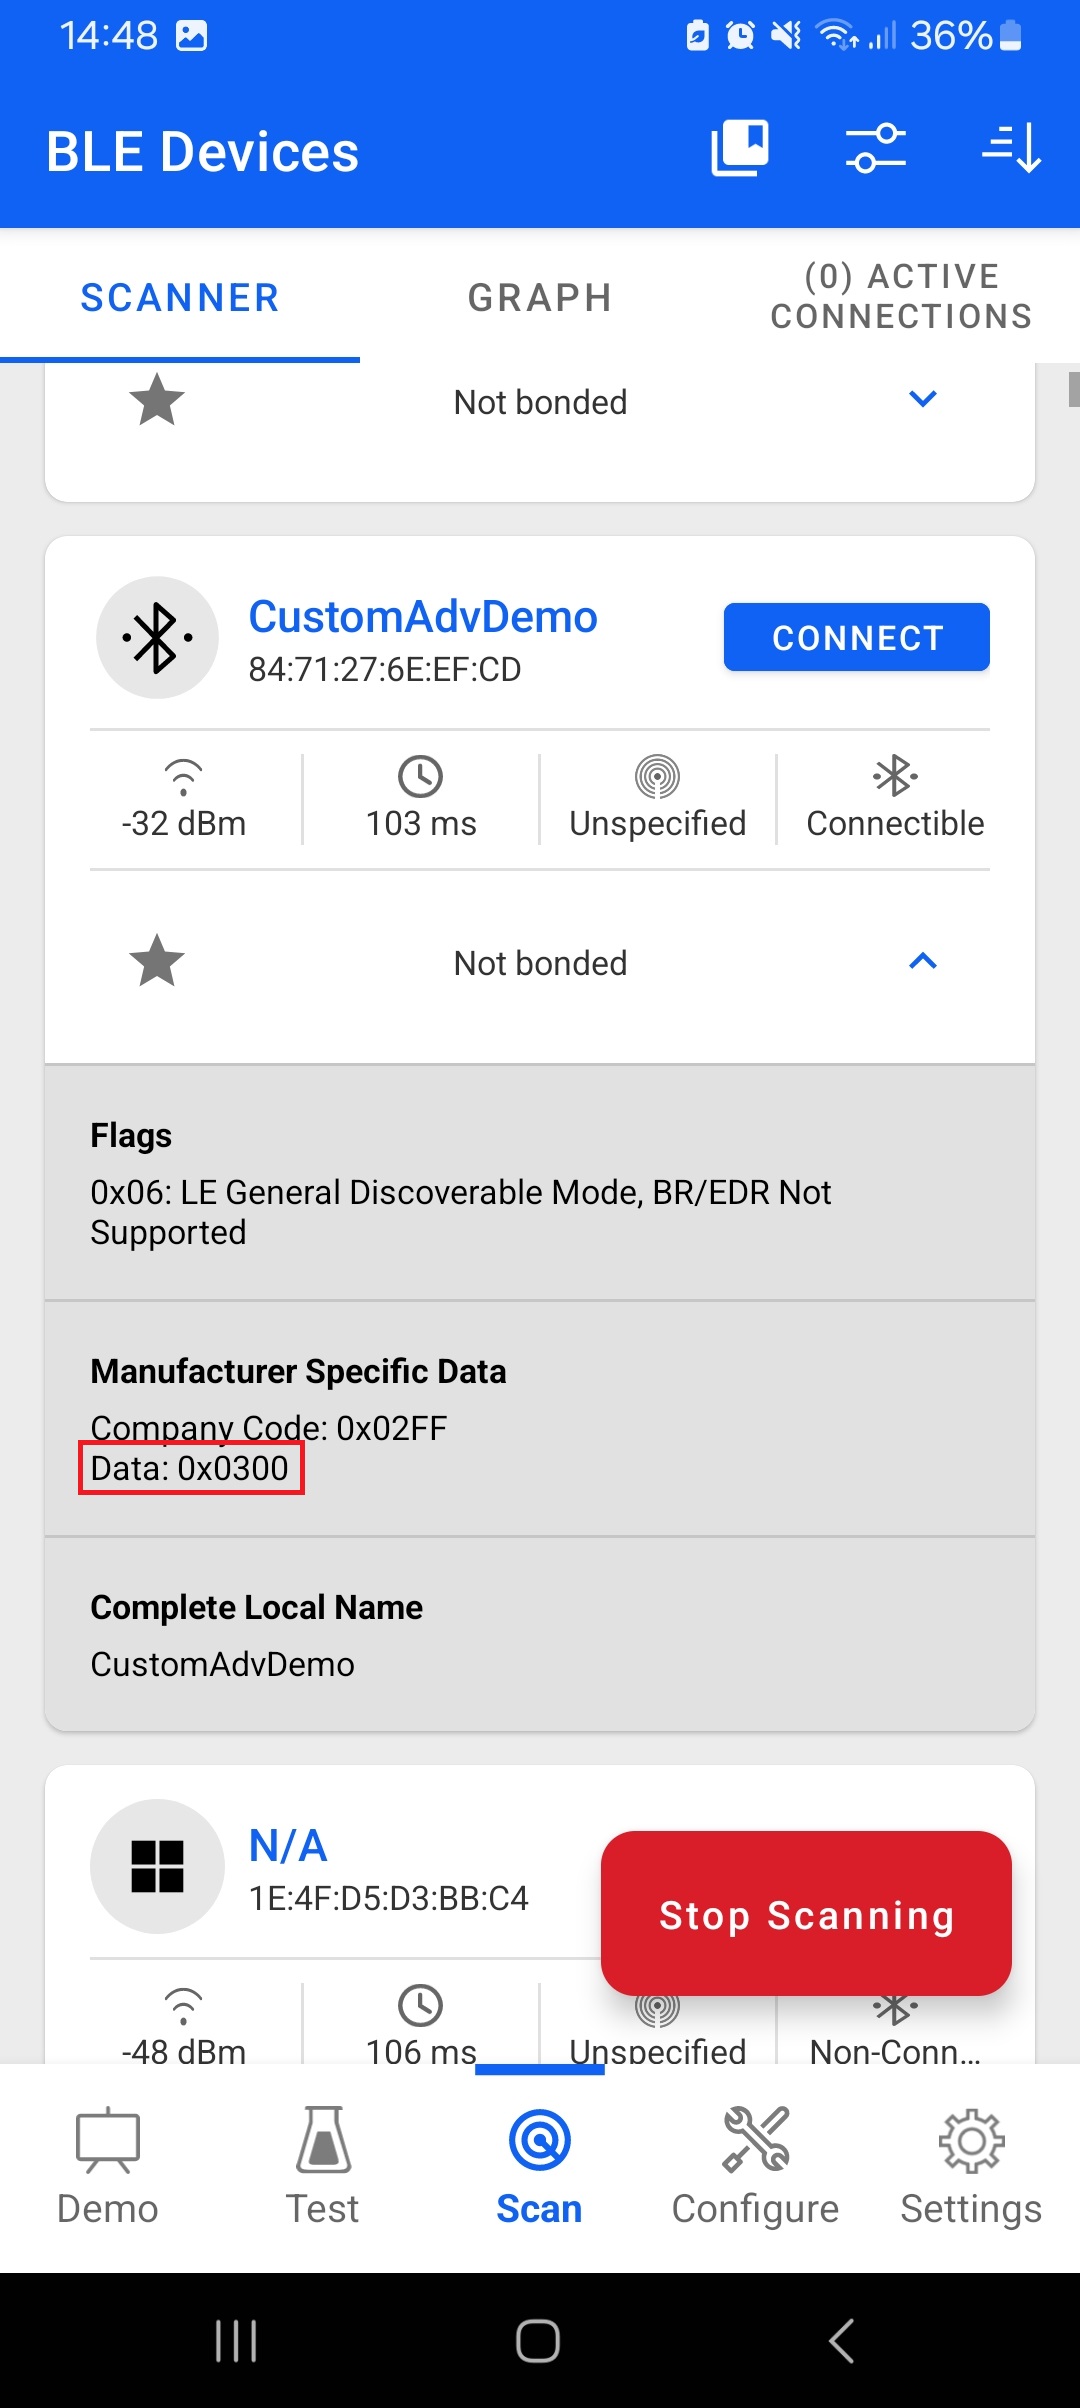 14:48
36%
BLE Devices
SCANNER
GRAPH
(0) ACTIVE
CONNECTIONS
Not bonded
CustomAdvDemo
84:71:27:6E:EF:CD
CONNECT
-32 dBm
103 ms
Unspecified
Connectible
Not bonded
Flags
0x06: LE General Discoverable Mode, BR/EDR Not
Supported
Manufacturer Specific Data
Company Code: 0x02FF
Data: 0x0300
Complete Local Name
CustomAdvDemo
N/A
1E:4F:D5:D3:BB:C4
Stop Scanning
-48 dBm
106 ms
Unspecified
Non-Conn...
Demo
Test
Scan
Configure
Settings